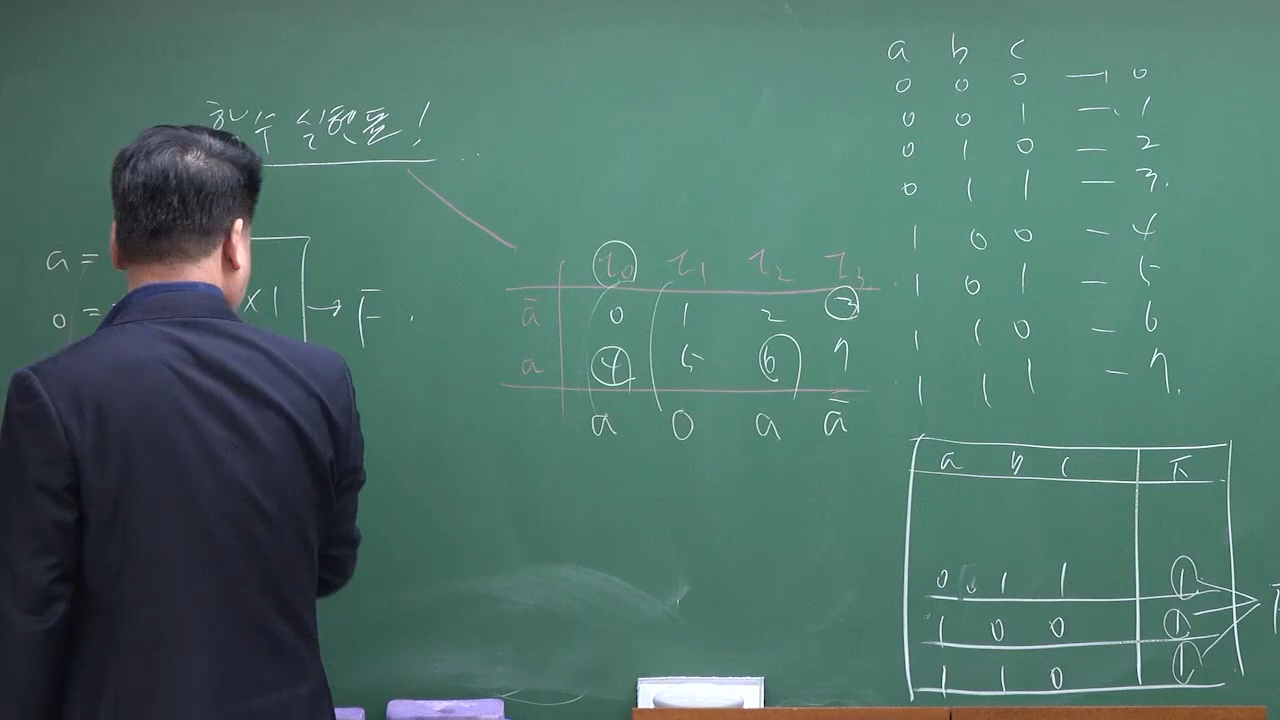 수 실현돌!
a =
0 =
X1 → F .
I0 I1 I2 I3
ā 0 1 2 3
a 4 5 6 7
a 0 a ā
a b c
0 0 0 — 0
0 0 1 — 1
0 1 0 — 2
0 1 1 — 3.
1 0 0 — 4
1 0 1 — 5
1 1 0 — 6
1 1 1 — 7.
a b c F
0 1 1 1
1 0 0 1
1 1 0 1